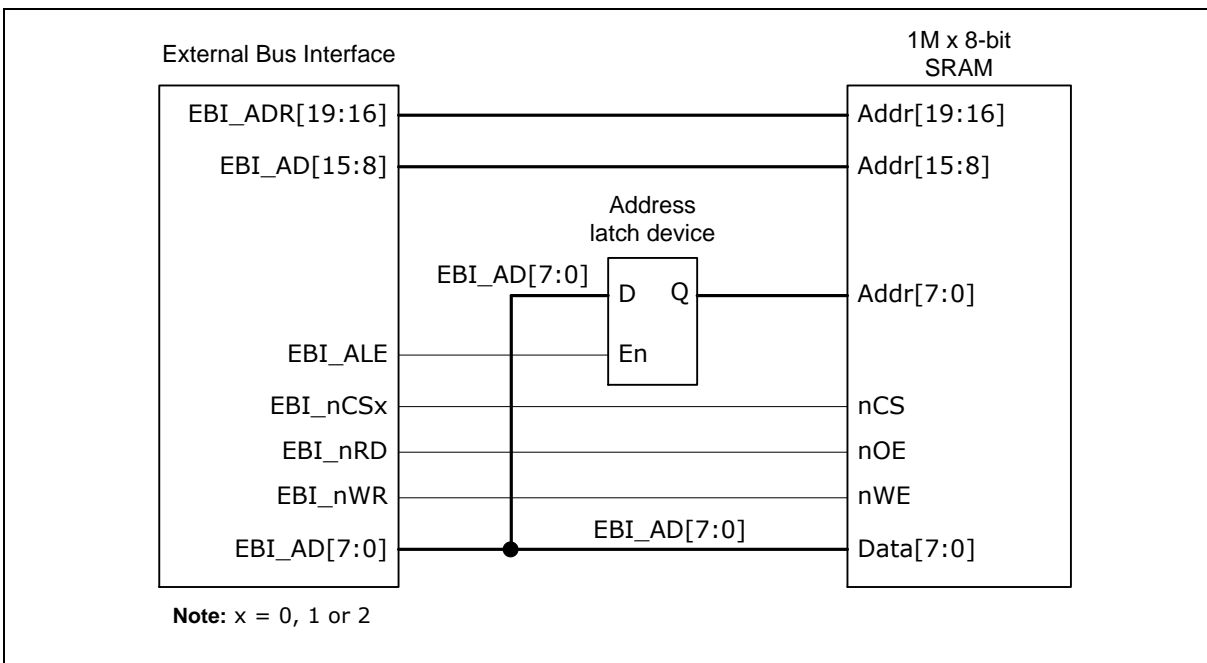 External Bus Interface
1M x 8-bit
SRAM
EBI_ADR[19:16]
Addr[19:16]
EBI_AD[15:8]
Addr[15:8]
Address
latch device
EBI_AD[7:0]
D
Q
Addr[7:0]
EBI_ALE
En
EBI_nCSx
nCS
EBI_nRD
nOE
EBI_nWR
nWE
EBI_AD[7:0]
EBI_AD[7:0]
Data[7:0]
Note: x = 0, 1 or 2